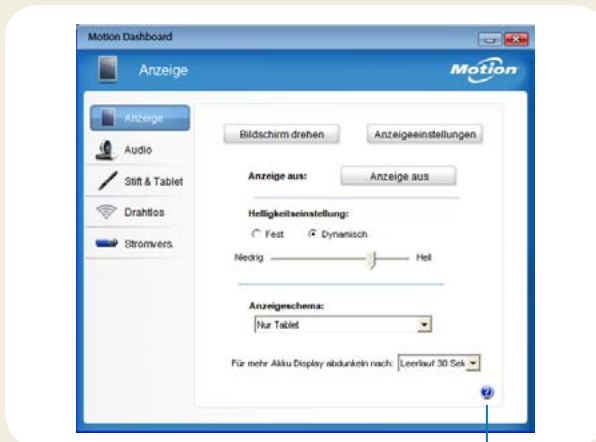 Motion Dashboard
Anzeige
Motion
Anzeige
Audio
Stift & Tablet
Drahtlos
Stromvers.
Bildschirm drehen
Anzeigeeinstellungen
Anzeige aus:
Anzeige aus
Helligkeitseinstellung:
Fest
Dynamisch
Niedrig
Hell
Anzeigeschema:
Nur Tablet
Für mehr Akku Display abdunkeln nach:
Leerlauf 30 Sek
?